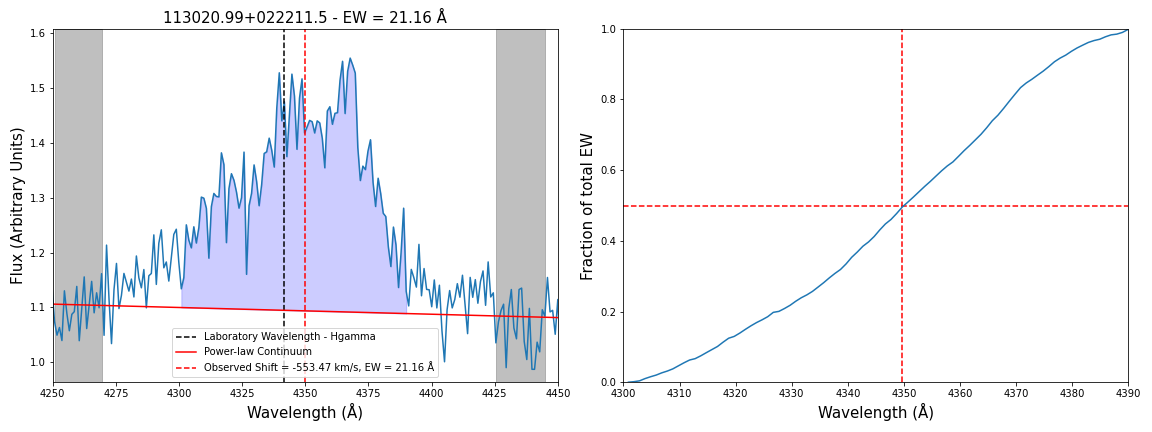 113020.99+022211.5 - EW = 21.16 Å
Flux (Arbitrary Units)
1.6
1.5
1.4
1.3
1.2
1.1
1.0
Laboratory Wavelength - Hgamma
Power-law Continuum
Observed Shift = -553.47 km/s, EW = 21.16 Å
4250 4275 4300 4325 4350 4375 4400 4425 4450
Wavelength (Å)
Fraction of total EW
1.0
0.8
0.6
0.4
0.2
0.0
4300 4310 4320 4330 4340 4350 4360 4370 4380 4390
Wavelength (Å)